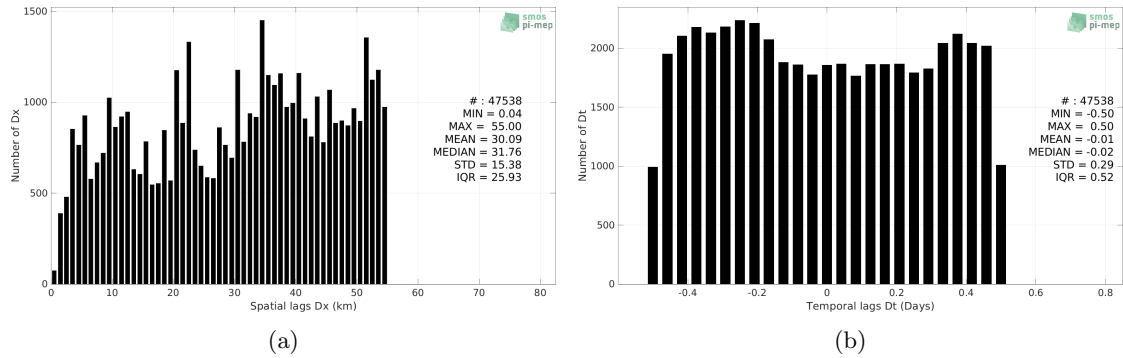 smos
pi-mep
1500
1000
500
0
Number of Dx
# : 47538
MIN = 0.04
MAX = 55.00
MEAN = 30.09
MEDIAN = 31.76
STD = 15.38
IQR = 25.93
0 10 20 30 40 50 60 70 80
Spatial lags Dx (km)
(a)
smos
pi-mep
2000
1500
1000
500
0
Number of Dt
# : 47538
MIN = -0.50
MAX = 0.50
MEAN = -0.01
MEDIAN = -0.02
STD = 0.29
IQR = 0.52
-0.4 -0.2 0 0.2 0.4 0.6 0.8
Temporal lags Dt (Days)
(b)